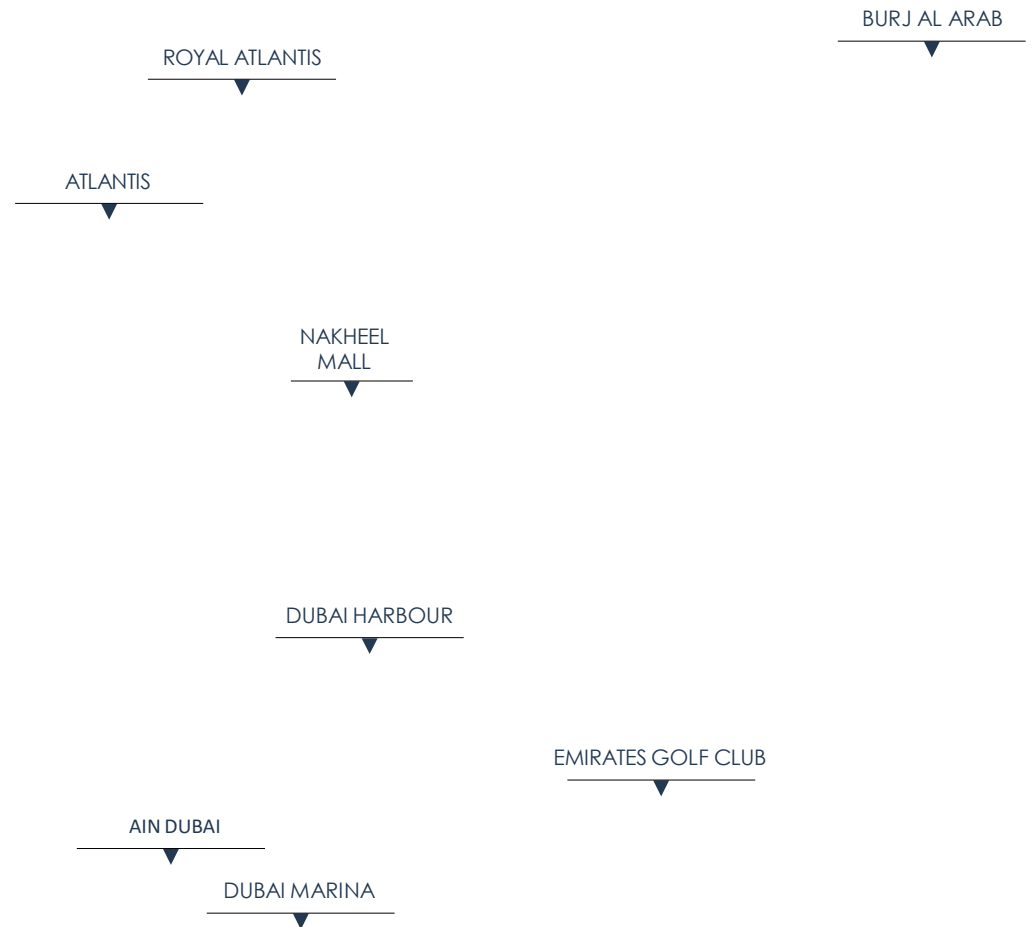 BURJ AL ARAB
ROYAL ATLANTIS
ATLANTIS
NAKHEEL
MALL
DUBAI HARBOUR
EMIRATES GOLF CLUB
AIN DUBAI
DUBAI MARINA